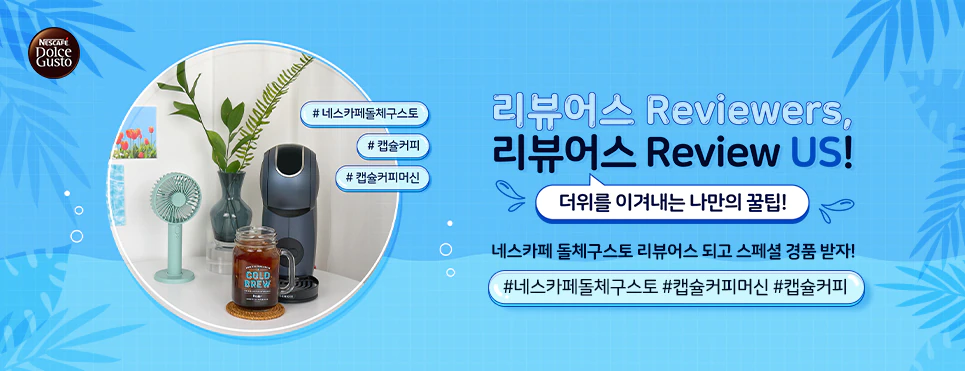 NESCAFÉ
Dolce
Gusto
# 네스카페돌체구스토
# 캡슐커피
# 캡슐커피머신
COLD
BREW
리뷰어스 Reviewers,
리뷰어스 Review US!
더위를 이겨내는 나만의 꿀팁!
네스카페 돌체구스토 리뷰어스 되고 스페셜 경품 받자!
#네스카페돌체구스토 #캡슐커피머신 #캡슐커피